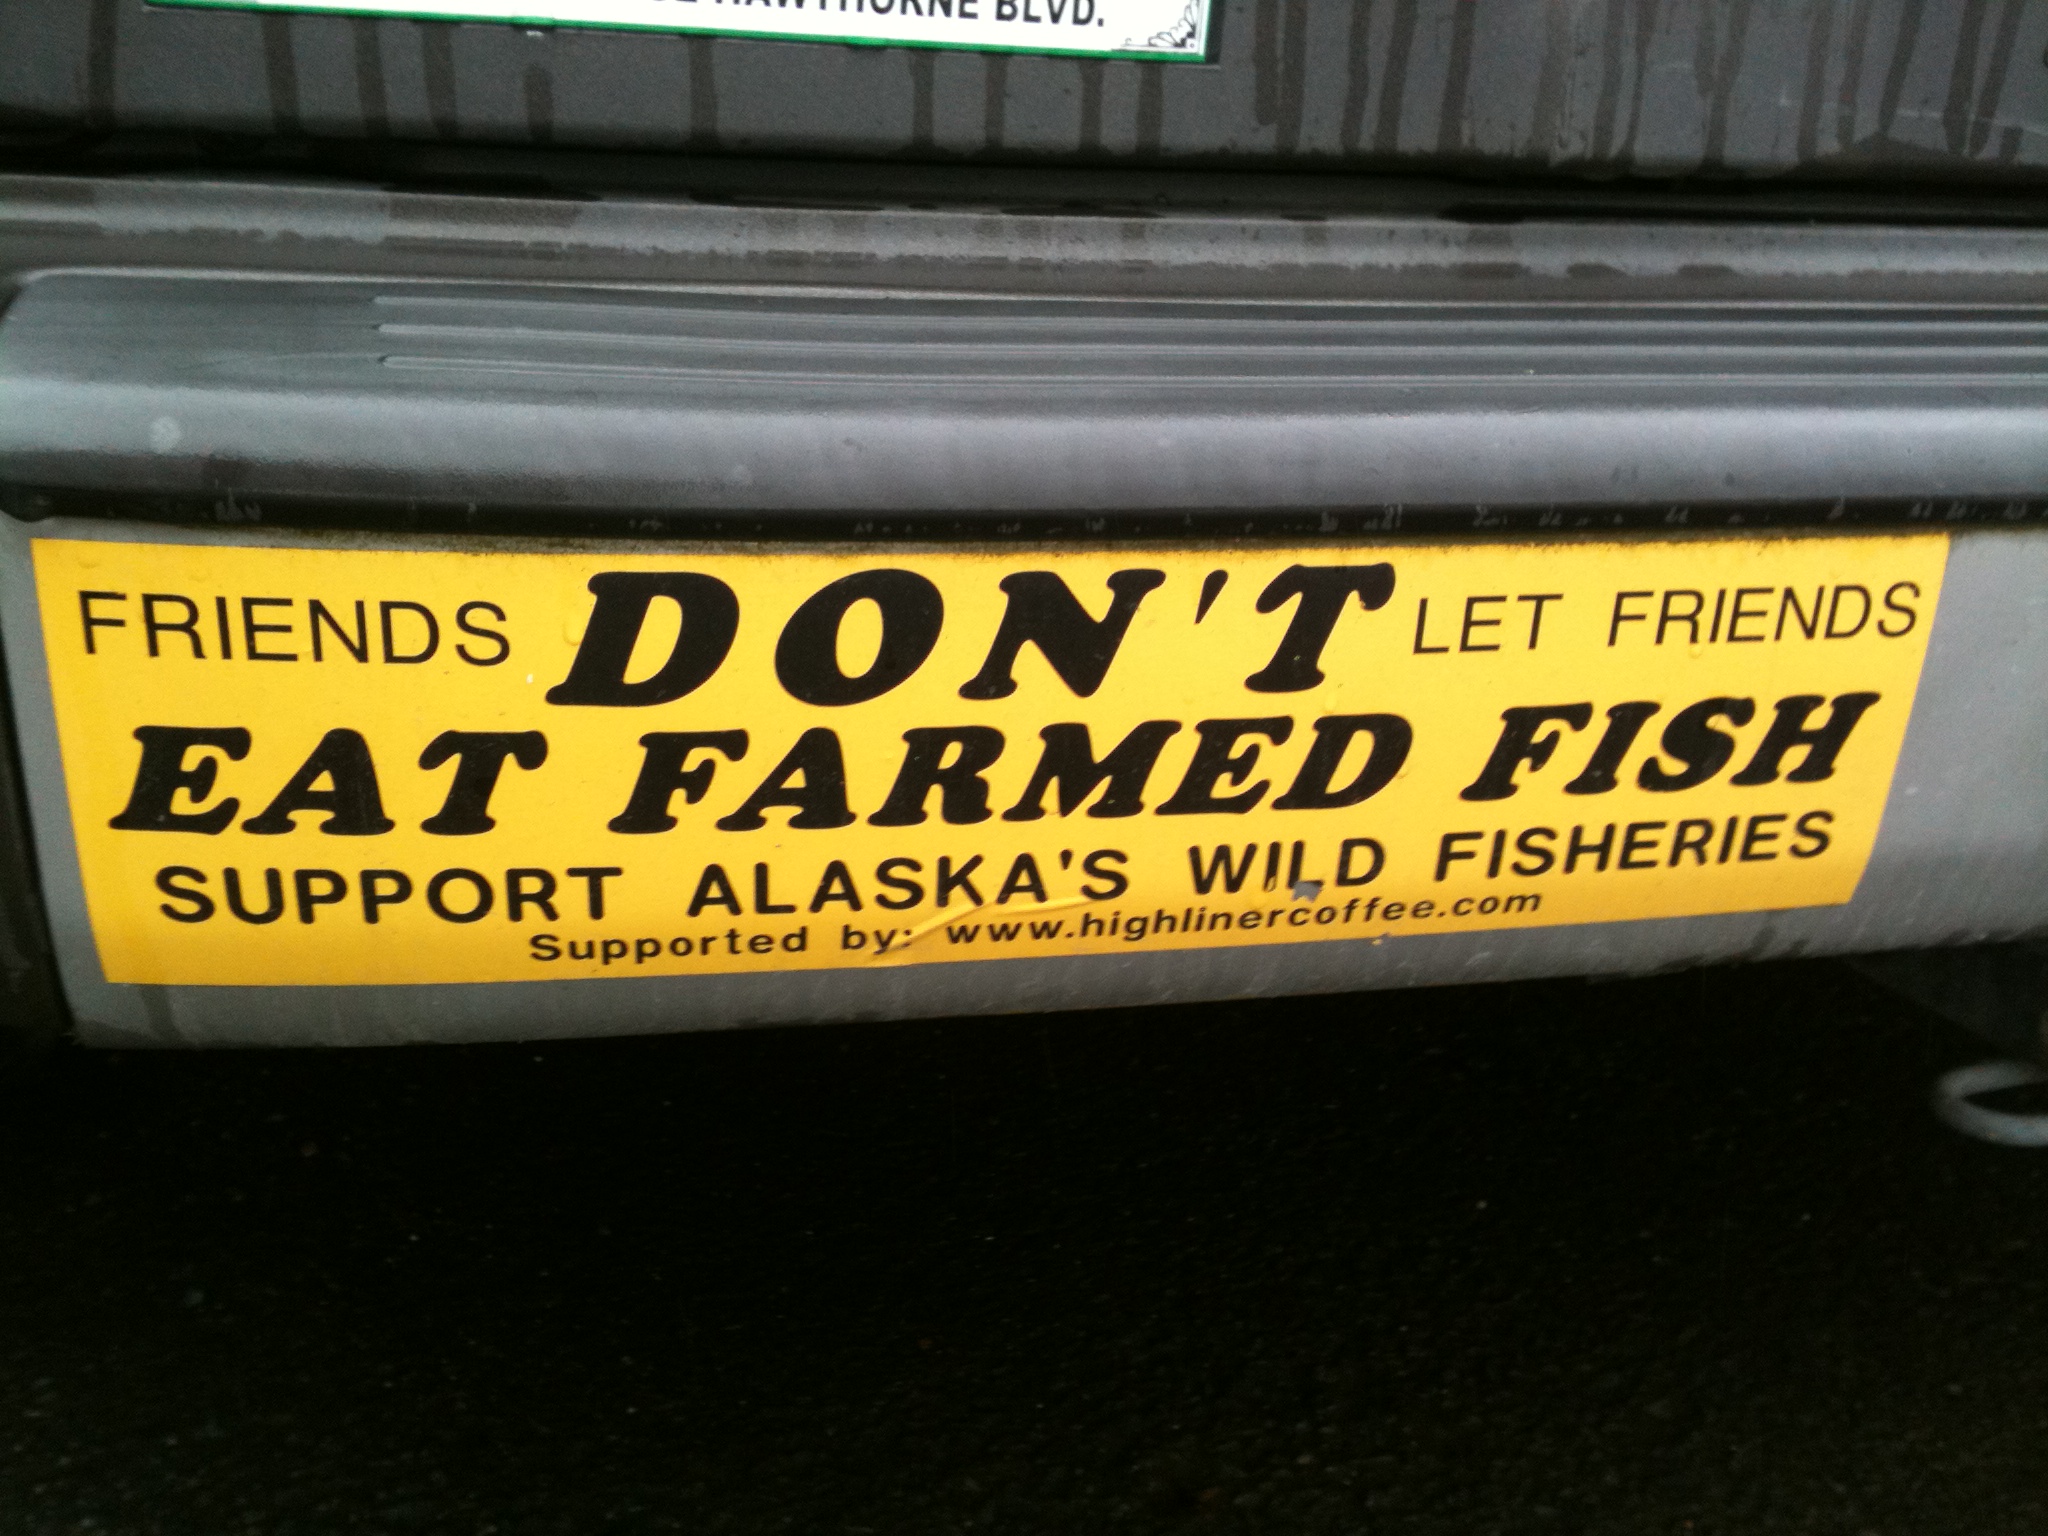 HAWTHORNE BLVD.
FRIENDS DON'T LET FRIENDS
EAT FARMED FISH
SUPPORT ALASKA'S WILD FISHERIES
Supported by: www.highlinercoffee.com